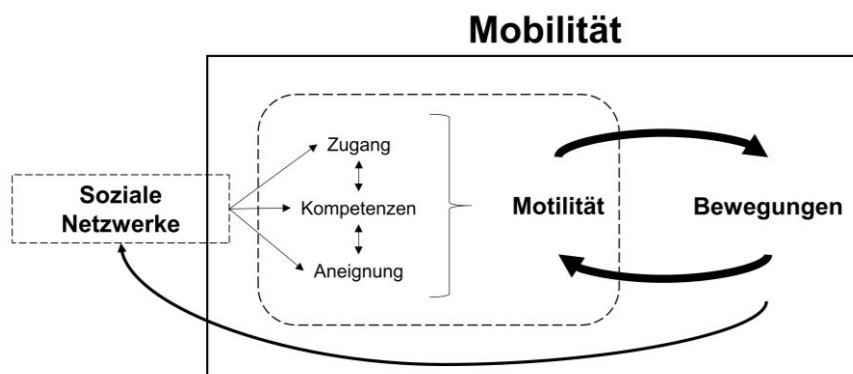 Mobilität
Zugang
Soziale
Netzwerke
Kompetenzen
Motilität
Bewegungen
Aneignung